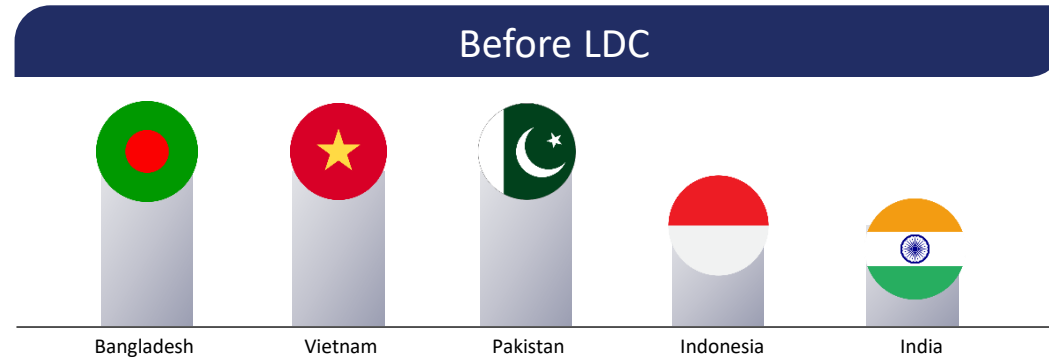 Before LDC
Bangladesh
Vietnam
Pakistan
Indonesia
India